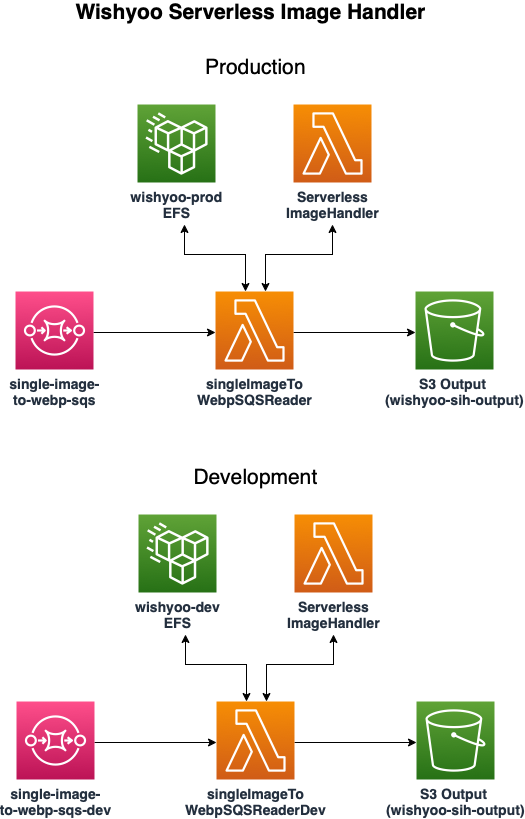 Wishyoo Serverless Image Handler
Production
wishyoo-prod
EFS
Serverless
ImageHandler
single-image-
to-webp-sqs
singleImageTo
WebpSQSReader
S3 Output
(wishyoo-sih-output)
Development
wishyoo-dev
EFS
Serverless
ImageHandler
single-image-
to-webp-sqs-dev
singleImageTo
WebpSQSReaderDev
S3 Output
(wishyoo-sih-output)